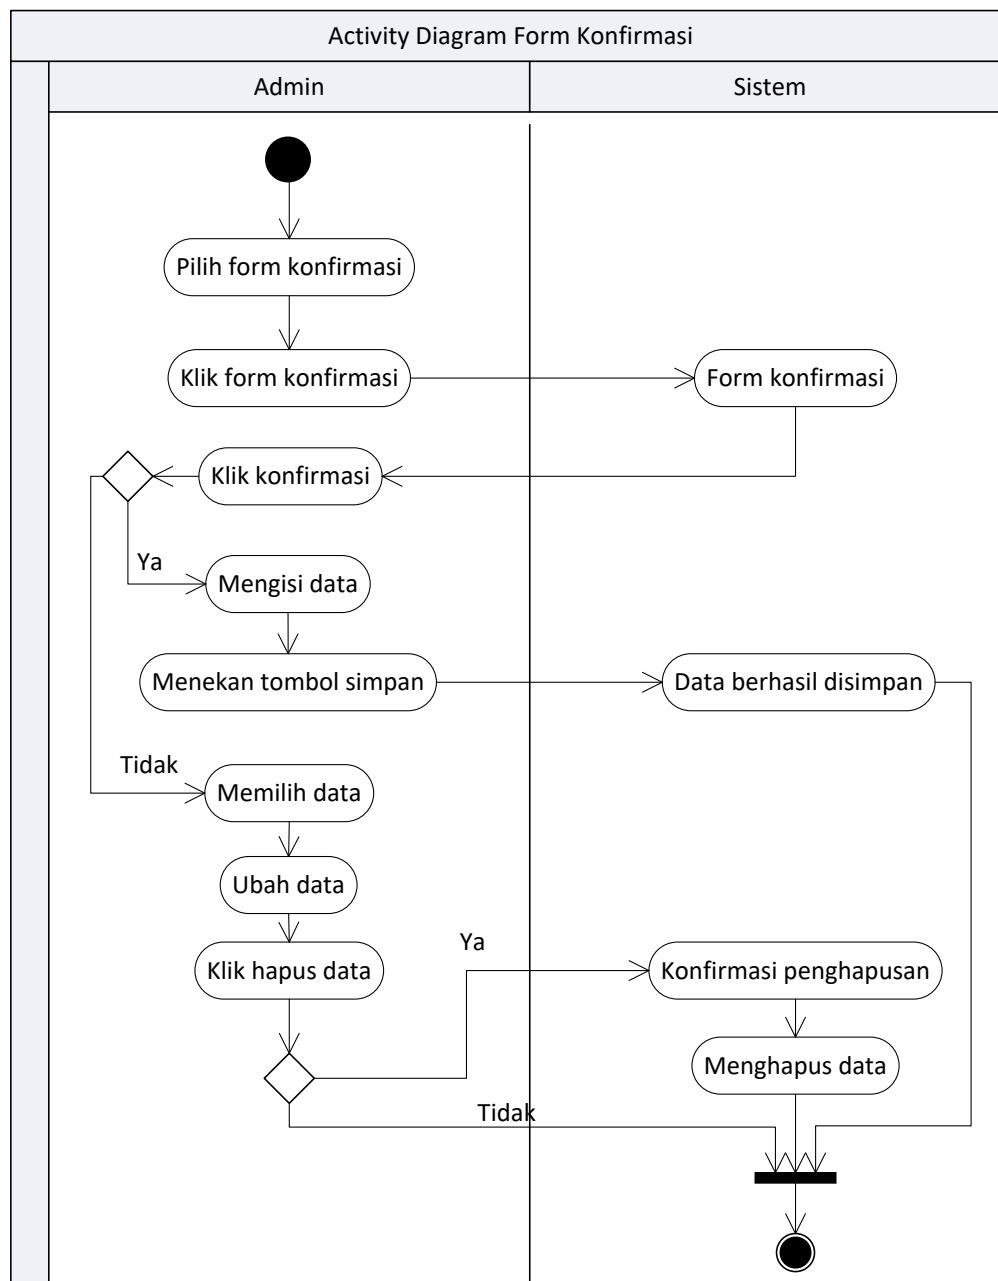 Activity Diagram Form Konfirmasi
Admin
Sistem
Pilih form konfirmasi
Klik form konfirmasi
Form konfirmasi
Klik konfirmasi
Ya
Mengisi data
Menekan tombol simpan
Data berhasil disimpan
Tidak
Memilih data
Ubah data
Ya
Klik hapus data
Konfirmasi penghapusan
Menghapus data
Tidak